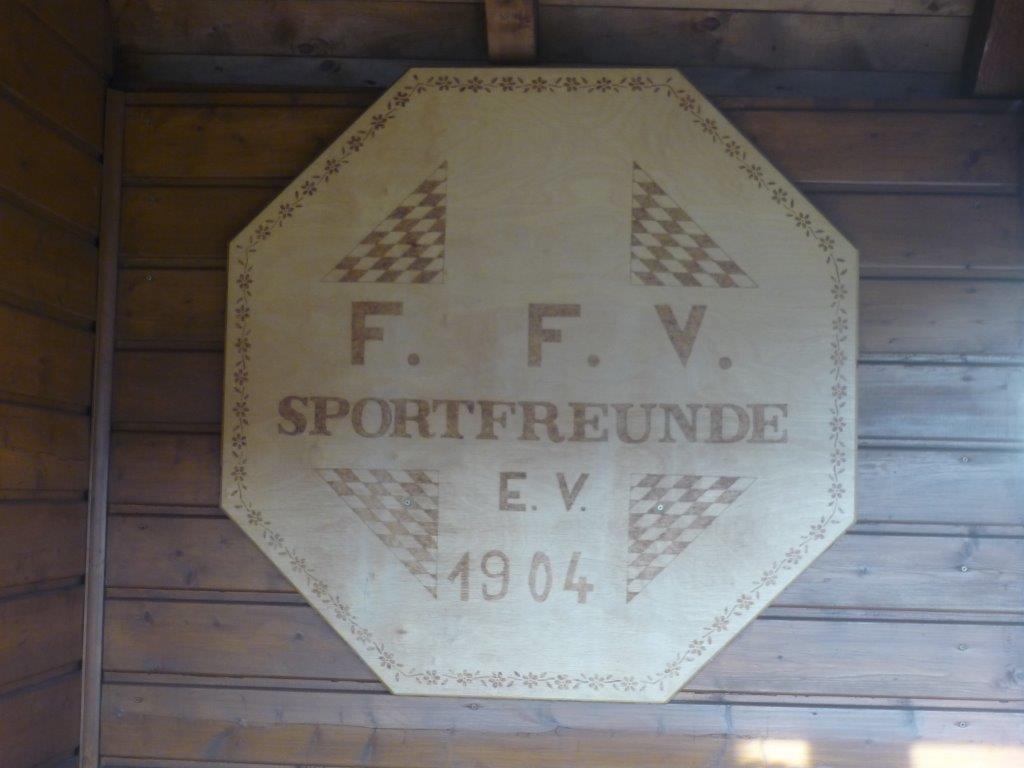 F. F. V.
SPORTFREUNDE
E.V.
1904